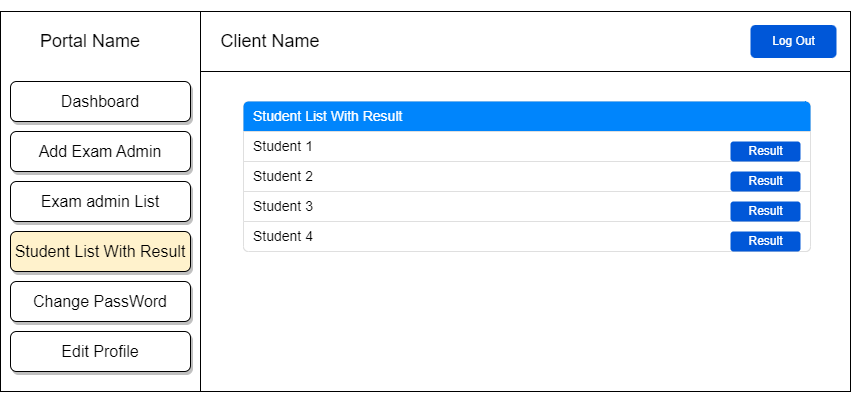 Portal Name
Client Name
Log Out
Dashboard
Add Exam Admin
Exam admin List
Student List With Result
Change PassWord
Edit Profile
Student List With Result
Student 1
Result
Student 2
Result
Student 3
Result
Student 4
Result